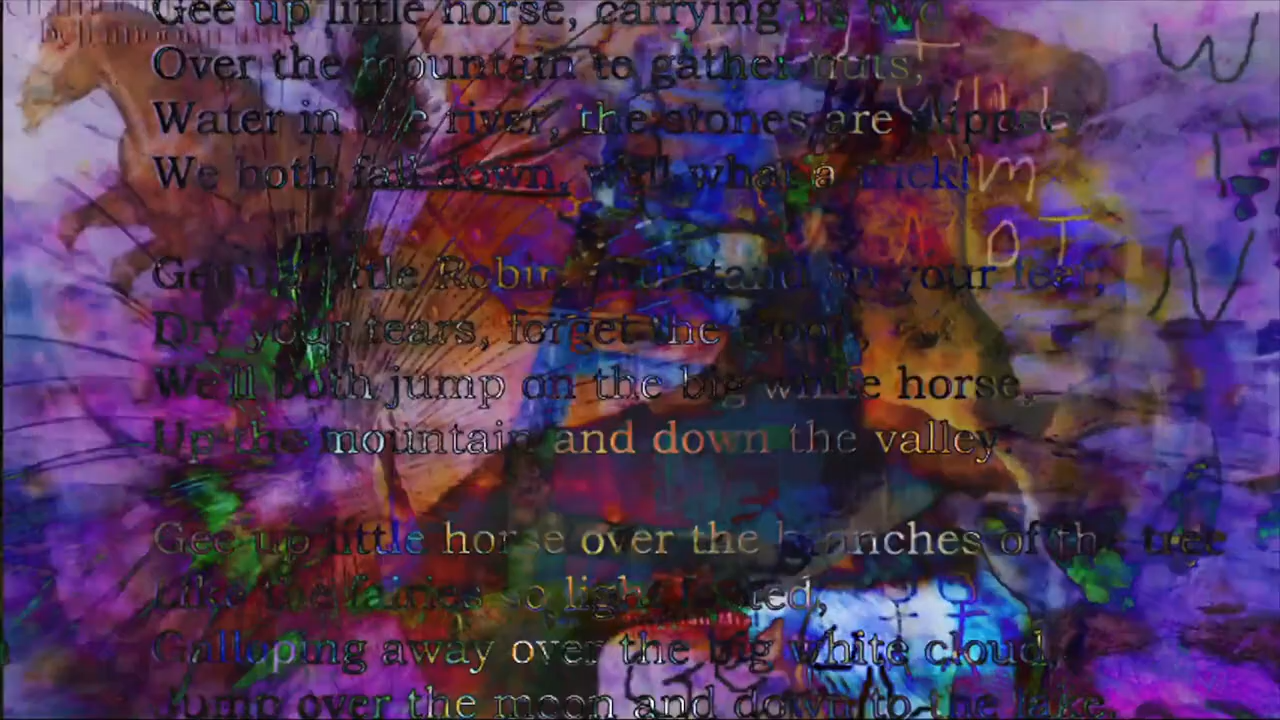 Gee up little horse, carrying us two
Over the mountain to gather nuts,
Water in the river, the stones are slippery
We both fall down, well what a trick!
Get up little Robin and stand on your feet,
Dry your tears, forget the
We'll both jump on the big white horse,
Up the mountain and down the valley.
Gee up little horse over the branches of the tree
Like the fairies so light footed,
Galloping away over the big white cloud,
Jump over the moon and down to the lake.
W
I
N
I'm
NOT